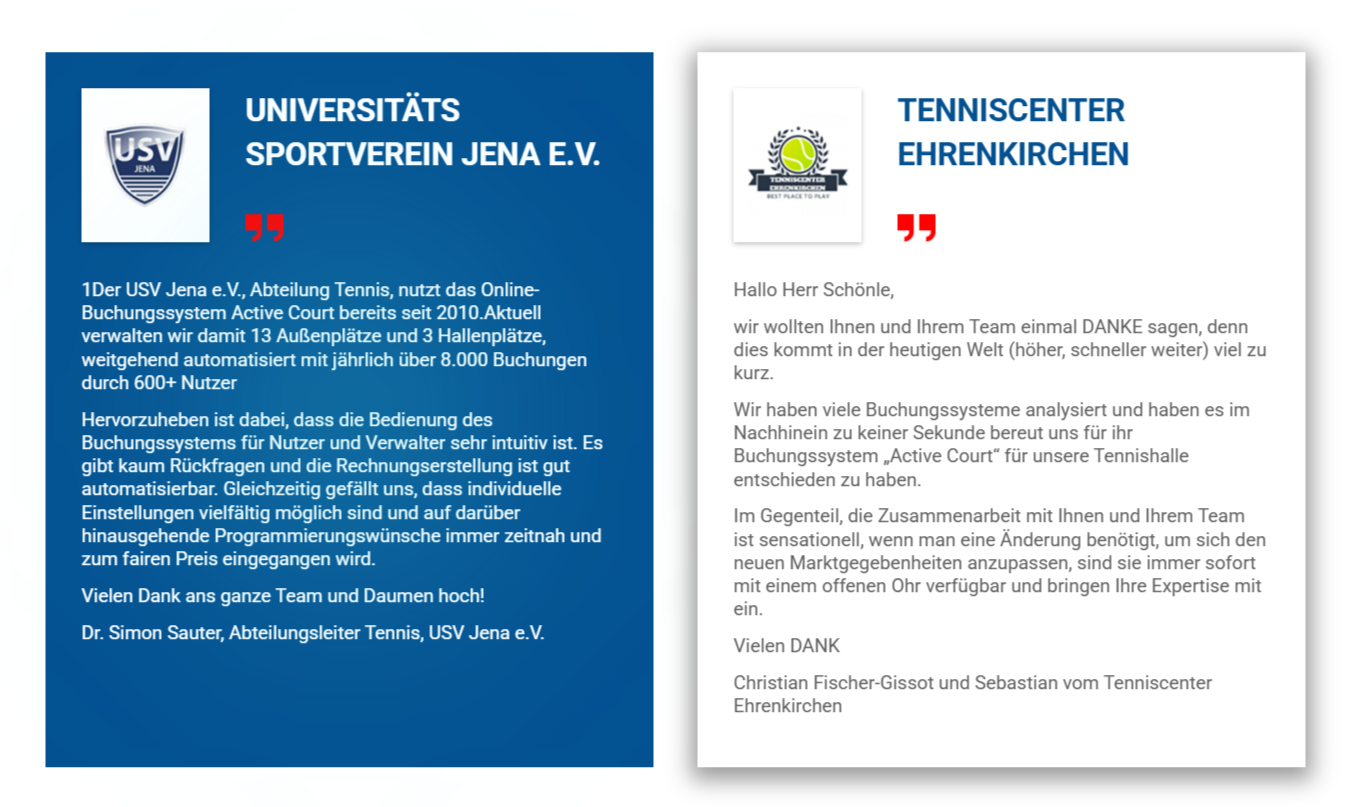 USV
JENA
UNIVERSITÄTS
SPORTVEREIN JENA E.V.
1Der USV Jena e.V., Abteilung Tennis, nutzt das Online-
Buchungssystem Active Court bereits seit 2010.Aktuell
verwalten wir damit 13 Außenplätze und 3 Hallenplätze,
weitgehend automatisiert mit jährlich über 8.000 Buchungen
durch 600+ Nutzer
Hervorzuheben ist dabei, dass die Bedienung des
Buchungssystems für Nutzer und Verwalter sehr intuitiv ist. Es
gibt kaum Rückfragen und die Rechnungserstellung ist gut
automatisierbar. Gleichzeitig gefällt uns, dass individuelle
Einstellungen vielfältig möglich sind und auf darüber
hinausgehende Programmierungswünsche immer zeitnah und
zum fairen Preis eingegangen wird.
Vielen Dank ans ganze Team und Daumen hoch!
Dr. Simon Sauter, Abteilungsleiter Tennis, USV Jena e.V.
TENNISCENTER
EHRENKIRCHEN
BEST PLACE TO PLAY
TENNISCENTER
EHRENKIRCHEN
Hallo Herr Schönle,
wir wollten Ihnen und Ihrem Team einmal DANKE sagen, denn
dies kommt in der heutigen Welt (höher, schneller weiter) viel zu
kurz.
Wir haben viele Buchungssysteme analysiert und haben es im
Nachhinein zu keiner Sekunde bereut uns für ihr
Buchungssystem „Active Court“ für unsere Tennishalle
entschieden zu haben.
Im Gegenteil, die Zusammenarbeit mit Ihnen und Ihrem Team
ist sensationell, wenn man eine Änderung benötigt, um sich den
neuen Marktgegebenheiten anzupassen, sind sie immer sofort
mit einem offenen Ohr verfügbar und bringen Ihre Expertise mit
ein.
Vielen DANK
Christian Fischer-Gissot und Sebastian vom Tenniscenter
Ehrenkirchen